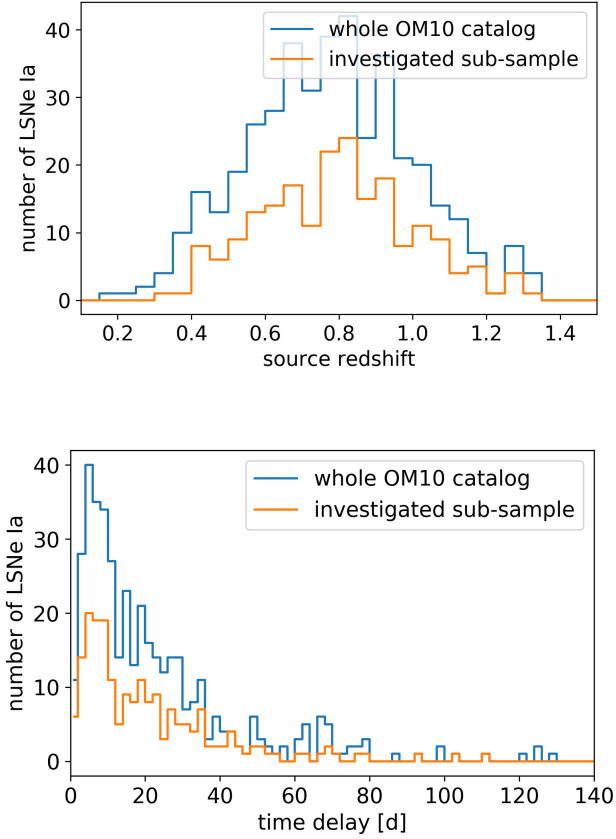 40
30
20
10
0
number of LSNe Ia
whole OM10 catalog
investigated sub-sample
0.2 0.4 0.6 0.8 1.0 1.2 1.4
source redshift
40
30
20
10
0
number of LSNe Ia
whole OM10 catalog
investigated sub-sample
0 20 40 60 80 100 120 140
time delay [d]